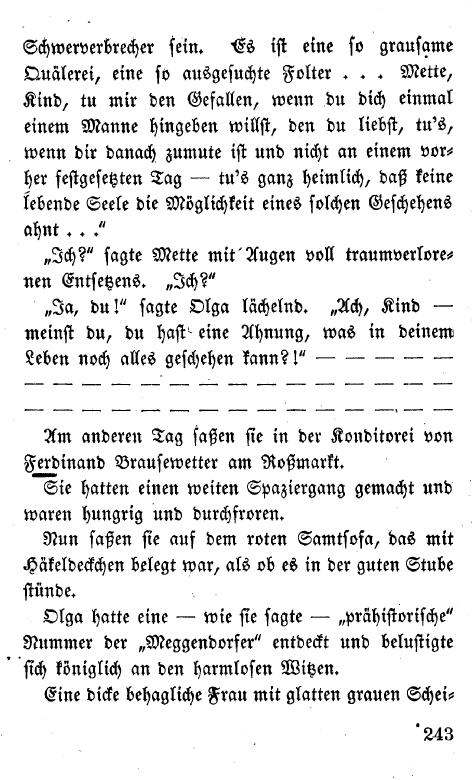 Schwerverbrecher sein. Es ist eine so grausame
Quälerei, eine so ausgesuchte Folter . . . Mette,
Kind, tu mir den Gefallen, wenn du dich einmal
einem Manne hingeben willst, den du liebst, tu's,
wenn dir danach zumute ist und nicht an einem vor-
her festgesetzten Tag — tu's ganz heimlich, daß keine
lebende Seele die Möglichkeit eines solchen Geschehens
ahnt . . .“
„Ich?“ sagte Mette mit Augen voll traumverlore-
nen Entsetzens. „Ich?“
„Ja, du!“ sagte Olga lächelnd. „Ach, Kind —
meinst du, du hast eine Ahnung, was in deinem
Leben noch alles geschehen kann?!“ — — — — —
— — — — — — — — — — — — — — — —
— — — — — — — — — — — — — — — —
Am anderen Tag saßen sie in der Konditorei von
Ferdinand Brausewetter am Roßmarkt.
Sie hatten einen weiten Spaziergang gemacht und
waren hungrig und durchfroren.
Nun saßen sie auf dem roten Samtsofa, das mit
Häkeldeckchen belegt war, als ob es in der guten Stube
stünde.
Olga hatte eine — wie sie sagte — „prähistorische“
Nummer der „Meggendorfer“ entdeckt und belustigte
sich königlich an den harmlosen Witzen.
Eine dicke behagliche Frau mit glatten grauen Schei-
243